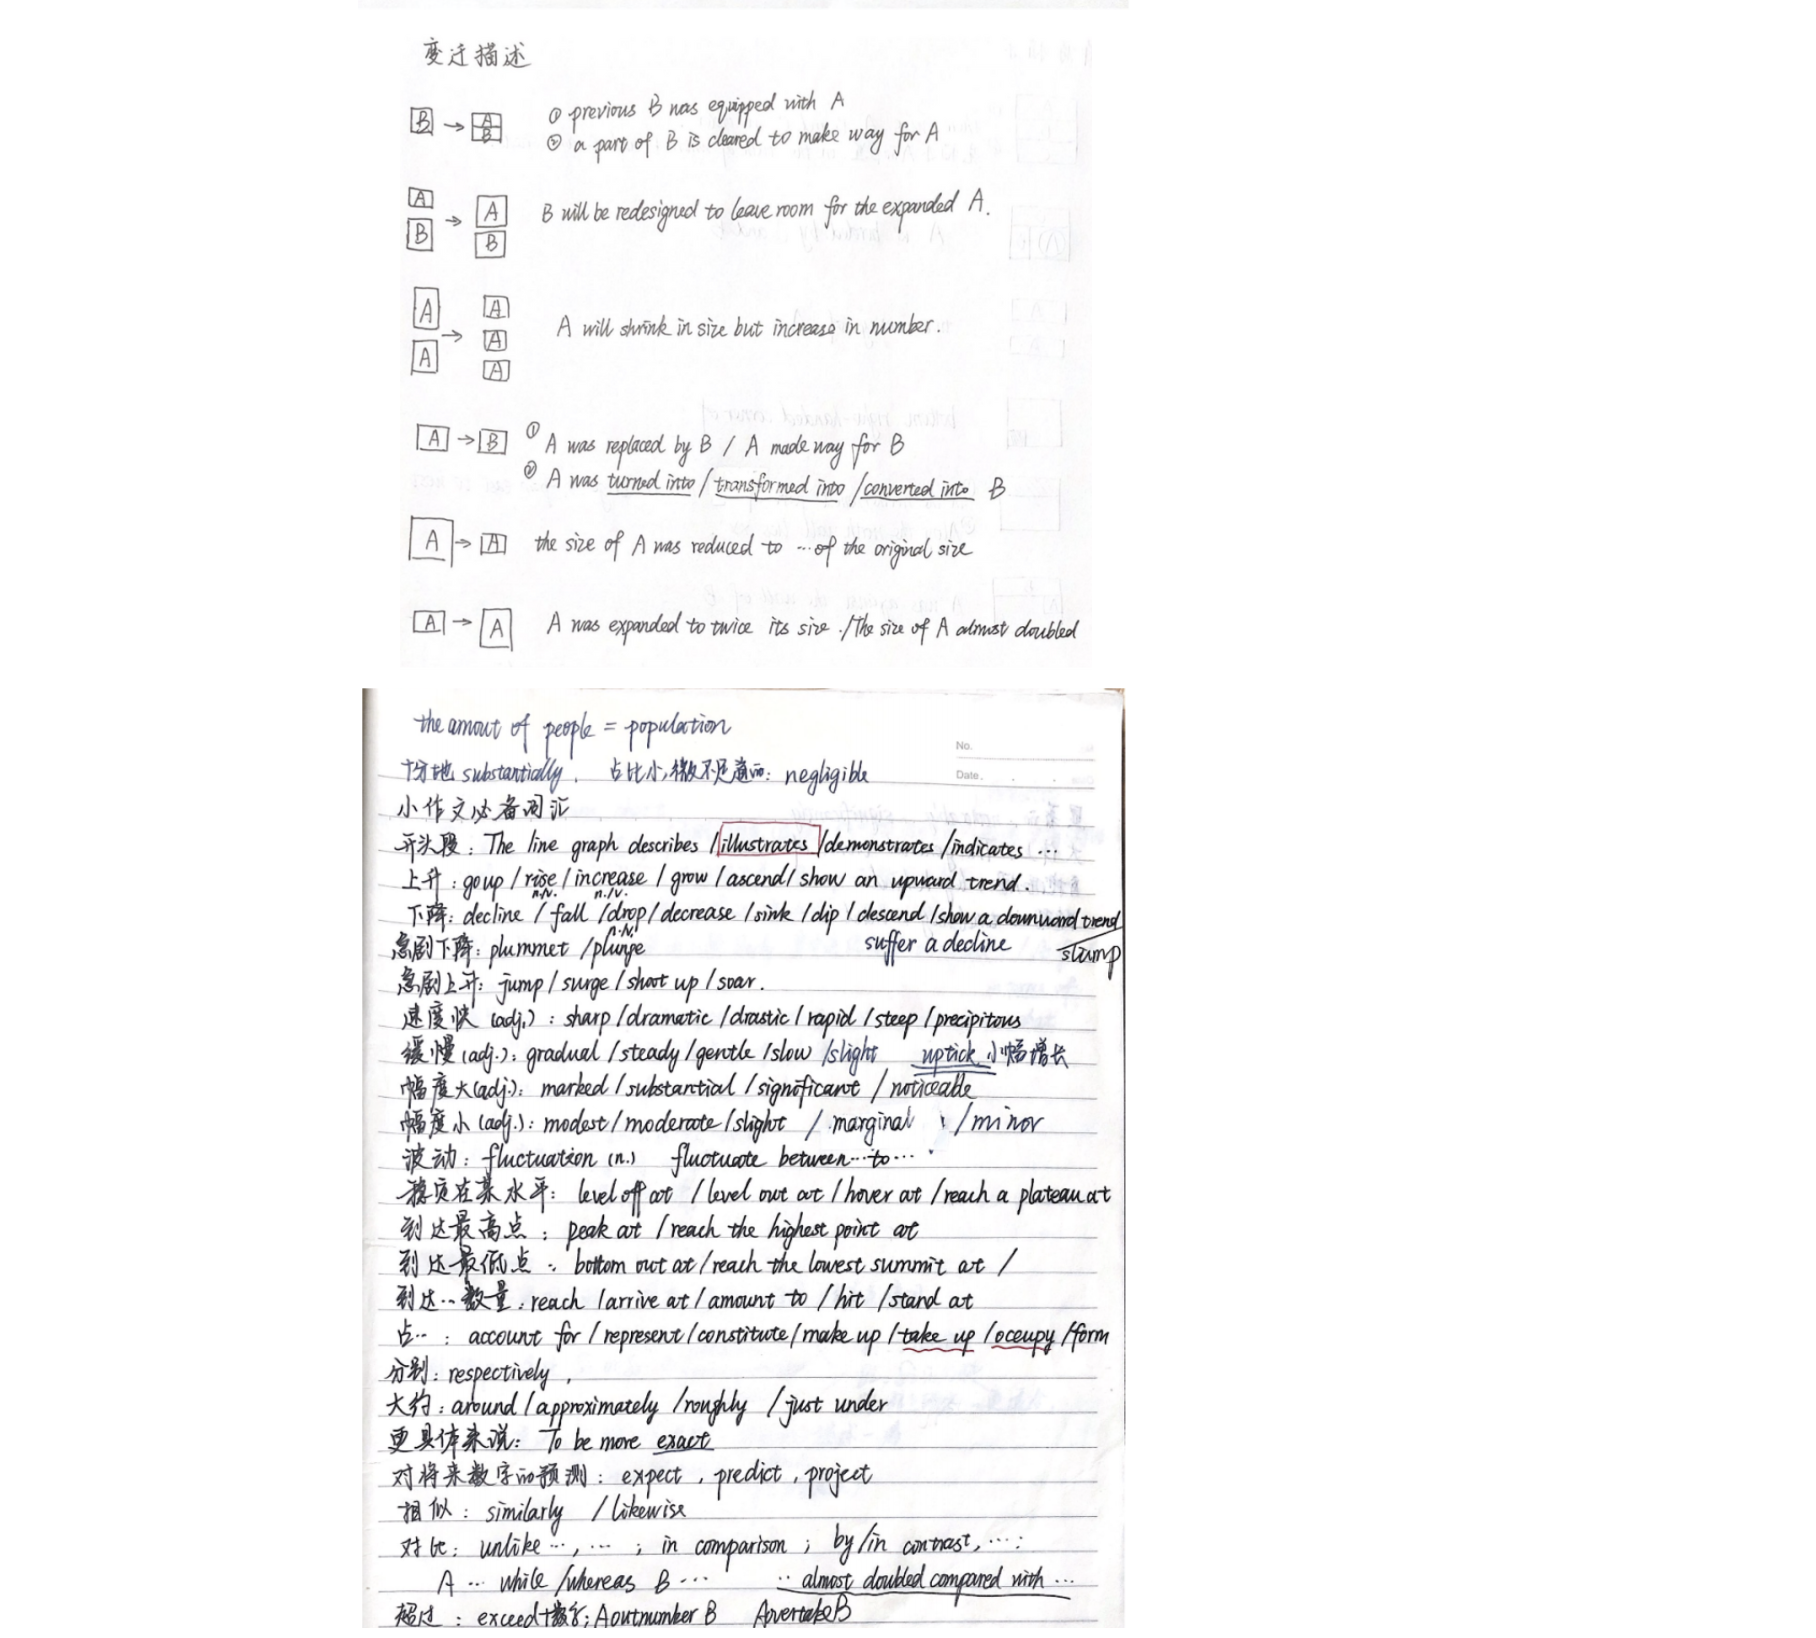 变迁描述
B → A B ① previous B was equipped with A
② a part of B is cleared to make way for A
A B → A B B will be redesigned to leave room for the expanded A.
A A → A A A A will shrink in size but increase in number.
A → B ① A was replaced by B / A made way for B
② A was turned into / transformed into / converted into B
A → A the size of A was reduced to … of the original size
A → A A was expanded to twice its size. / The size of A almost doubled
the amout of people = population
No.
十分地 substantially. 占比小,微不足道的: negligible
Date.
小作文必备词汇
开头段: The line graph describes / illustrates / demonstrates / indicates …
上升: go up / rise / increase / grow / ascend / show an upward trend.
n./v. n./v.
下降: decline / fall / drop / decrease / sink / dip / descend / show a downward trend
n./v.
急剧下降: plummet / plunge suffer a decline slump
急剧上升: jump / surge / shoot up / soar.
速度快 (adj.): sharp / dramatic / drastic / rapid / steep / precipitous
缓慢 (adj.): gradual / steady / gentle / slow / slight uptick 小幅增长
幅度大(adj): marked / substantial / significant / noticeable
幅度小 (adj.): modest / moderate / slight / marginal / minor
波动: fluctuation (n.) fluctuate between … to …
稳定在某水平: level off at / level out at / hover at / reach a plateau at
到达最高点: peak at / reach the highest point at
到达最低点: bottom out at / reach the lowest summit at /
到达…数量: reach / arrive at / amount to / hit / stand at
占…: account for / represent / constitute / make up / take up / occupy / form
分别: respectively,
大约: around / approximately / roughly / just under
更具体来说: To be more exact
对将来数字的预测: expect, predict, project
相似: similarly / likewise
对比: unlike …, …; in comparison; by/in contrast, …:
A … while / whereas B … … almost doubled compared with …
超过: exceed+数字; A outnumber B A overtake B